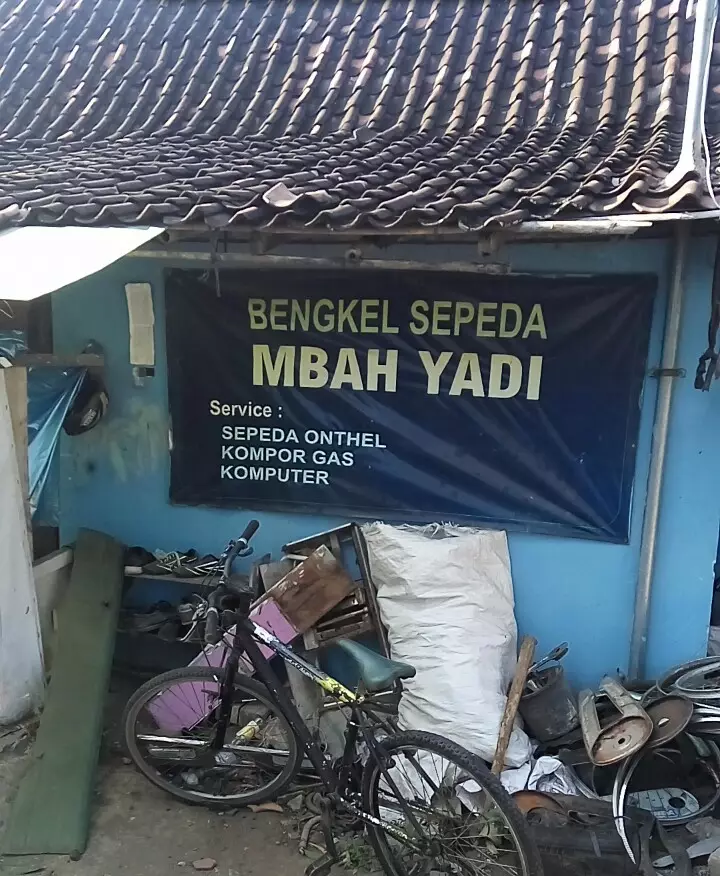 BENGKEL SEPEDA
MBAH YADI
Service :
SEPEDA ONTHEL
KOMPOR GAS
KOMPUTER